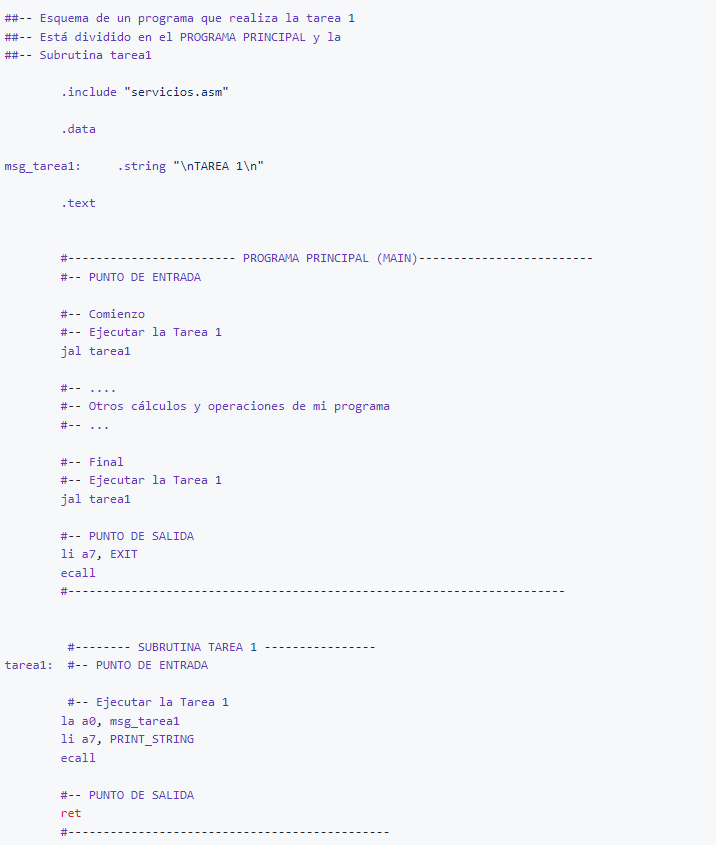 ##-- Esquema de un programa que realiza la tarea 1
##-- Está dividido en el PROGRAMA PRINCIPAL y la
##-- Subrutina tarea1
.include "servicios.asm"
.data
msg_tarea1:     .string "\nTAREA 1\n"
.text
#------------------------ PROGRAMA PRINCIPAL (MAIN)-------------------------
#-- PUNTO DE ENTRADA
#-- Comienzo
#-- Ejecutar la Tarea 1
jal tarea1
#-- ....
#-- Otros cálculos y operaciones de mi programa
#-- ...
#-- Final
#-- Ejecutar la Tarea 1
jal tarea1
#-- PUNTO DE SALIDA
li a7, EXIT
ecall
#-----------------------------------------------------------------------
#-------- SUBRUTINA TAREA 1 ----------------
tarea1:  #-- PUNTO DE ENTRADA
#-- Ejecutar la Tarea 1
la a0, msg_tarea1
li a7, PRINT_STRING
ecall
#-- PUNTO DE SALIDA
ret
#----------------------------------------------